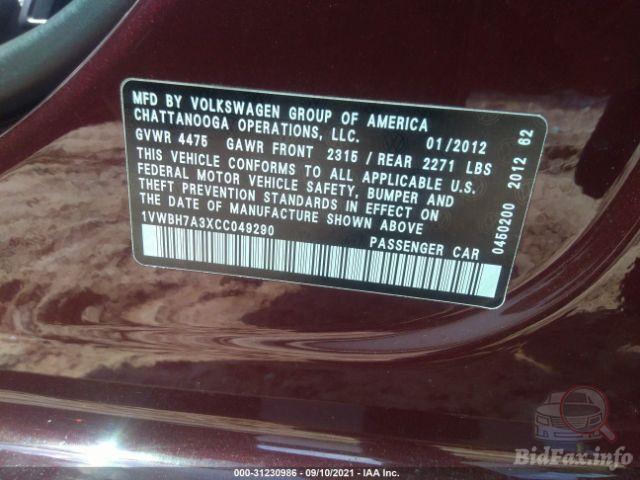 MFD BY VOLKSWAGEN GROUP OF AMERICA
CHATTANOOGA OPERATIONS, LLC. 01/2012
GVWR 4475 GAWR FRONT 2315 / REAR 2271 LBS
THIS VEHICLE CONFORMS TO ALL APPLICABLE U.S.
FEDERAL MOTOR VEHICLE SAFETY, BUMPER AND
THEFT PREVENTION STANDARDS IN EFFECT ON
THE DATE OF MANUFACTURE SHOWN ABOVE
1VWBH7A3XCC049290 PASSENGER CAR
0450200 2012 62
000-31230986 - 09/10/2021 - IAA Inc.
BidFax.info